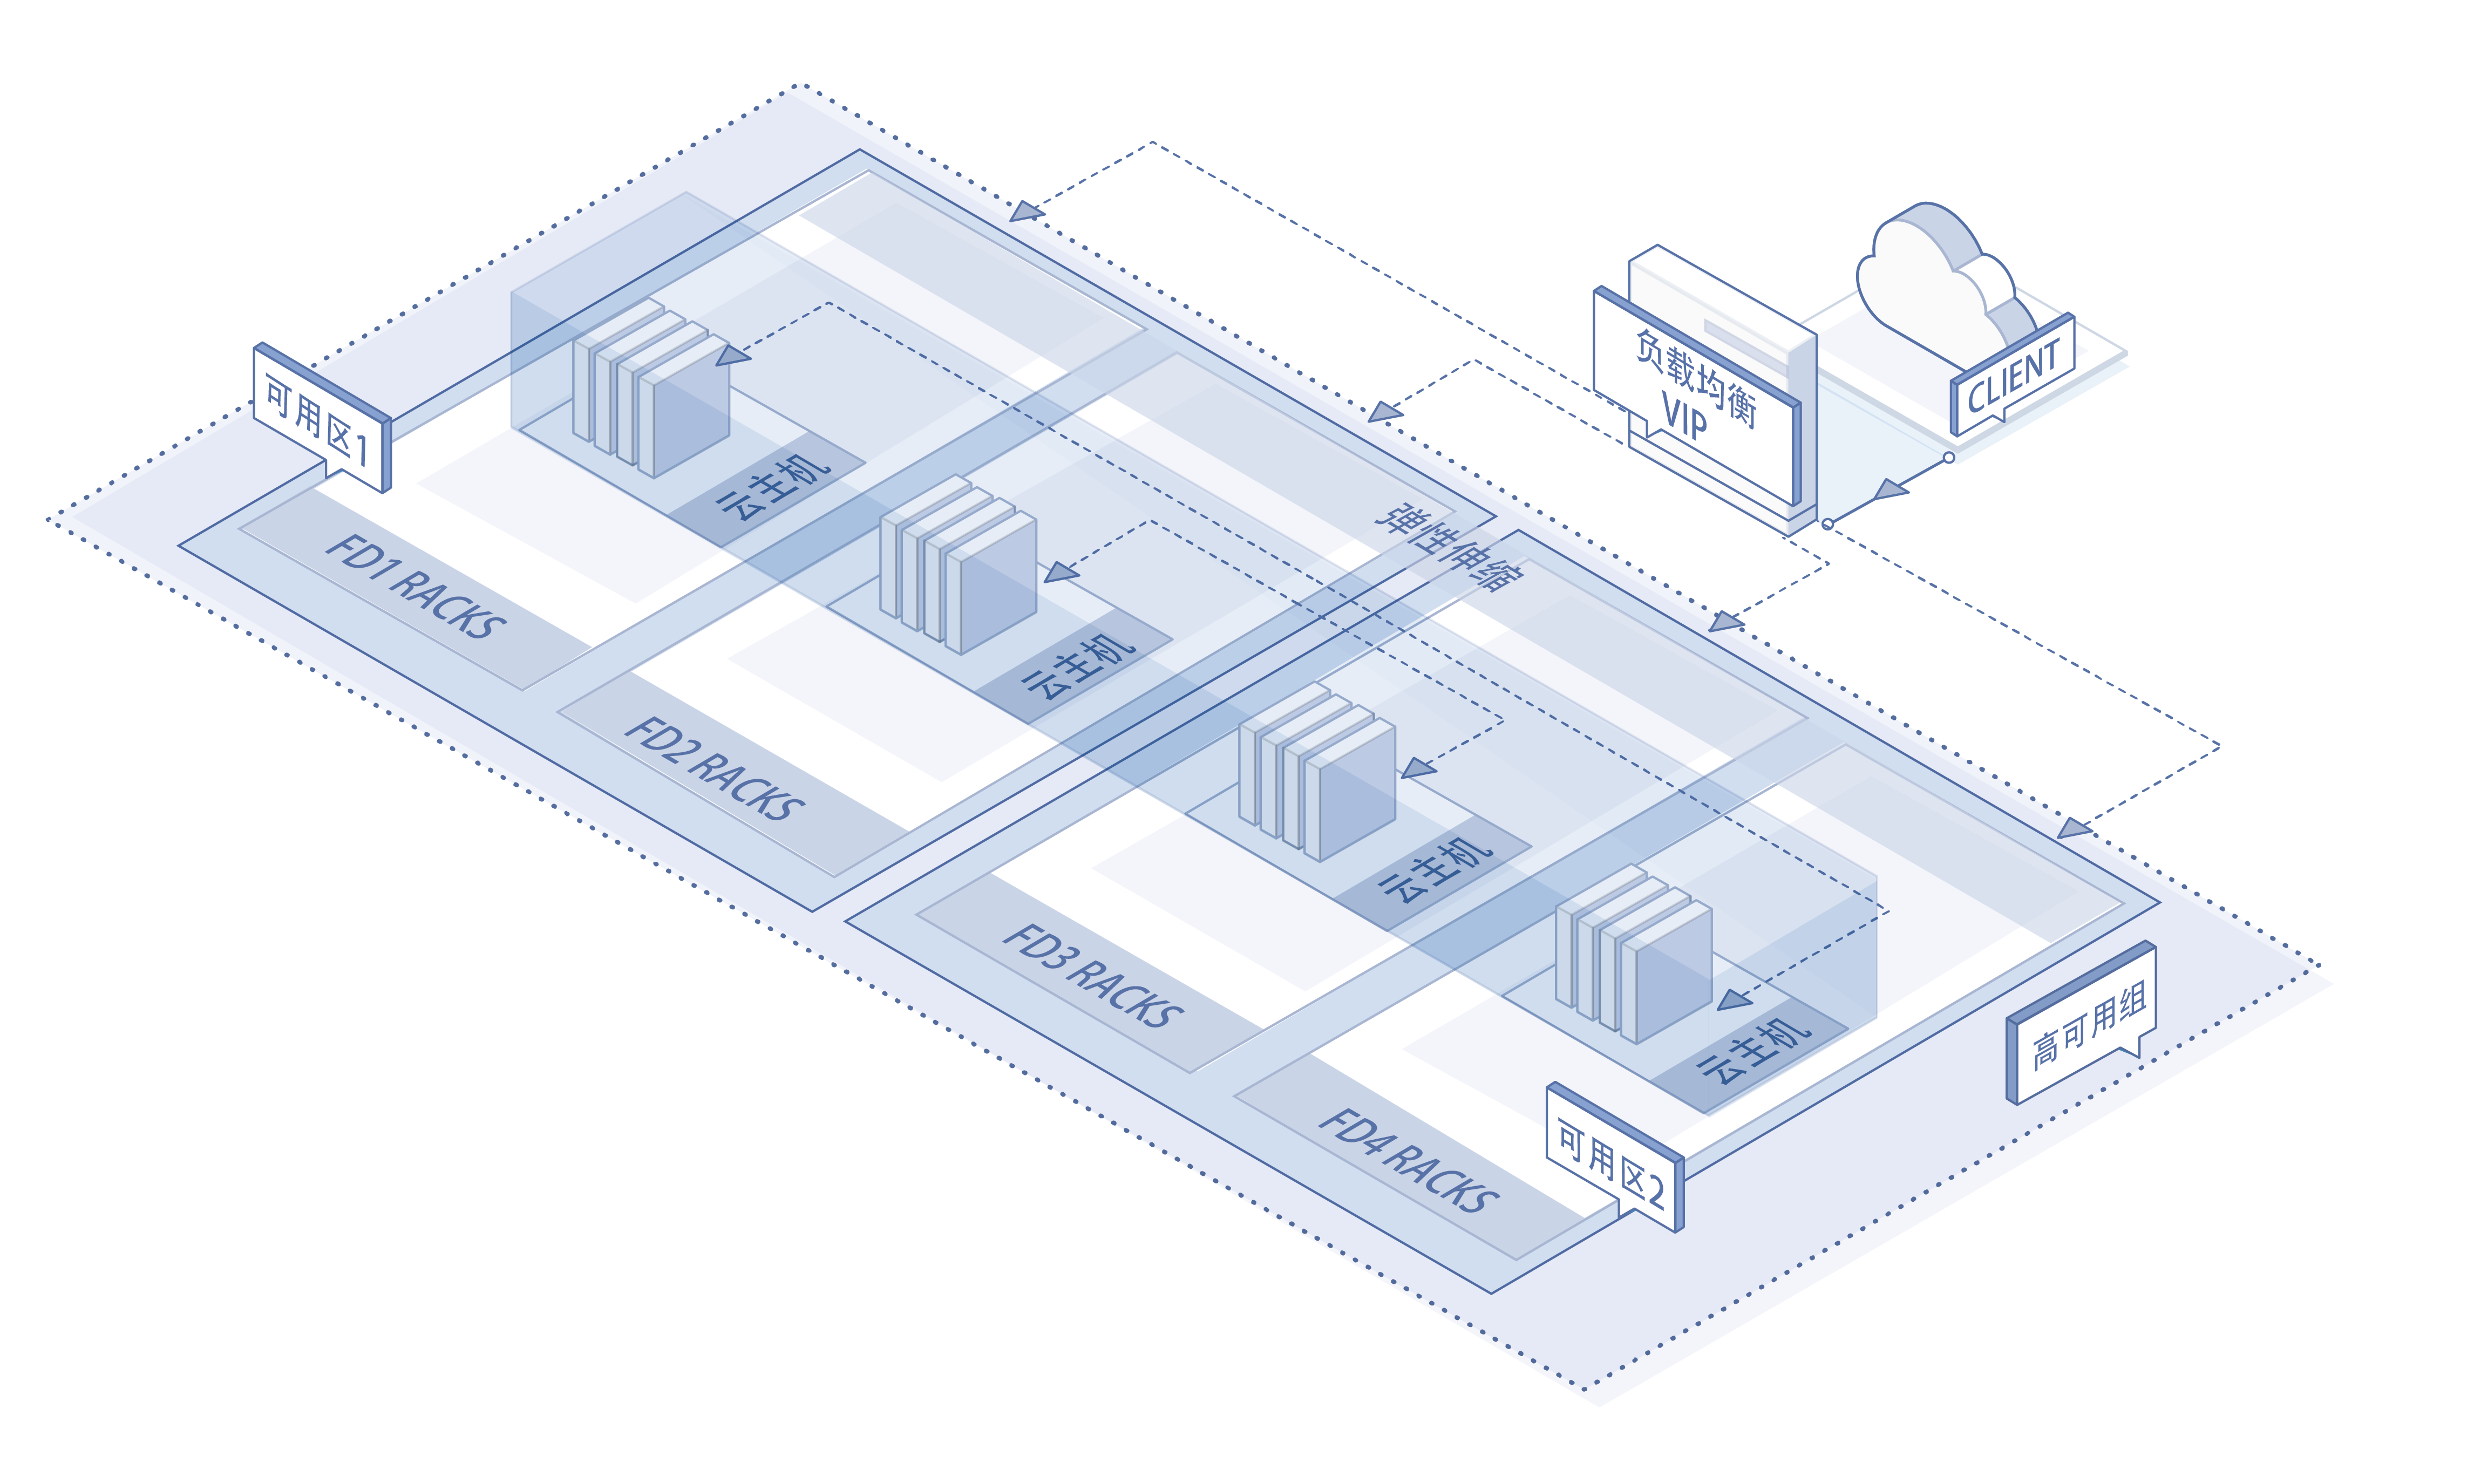 CLIENT
负载均衡
VIP
可用区1
云主机
弹性伸缩
FD1 RACKS
云主机
FD2 RACKS
云主机
FD3 RACKS
云主机
高可用组
可用区2
FD4 RACKS